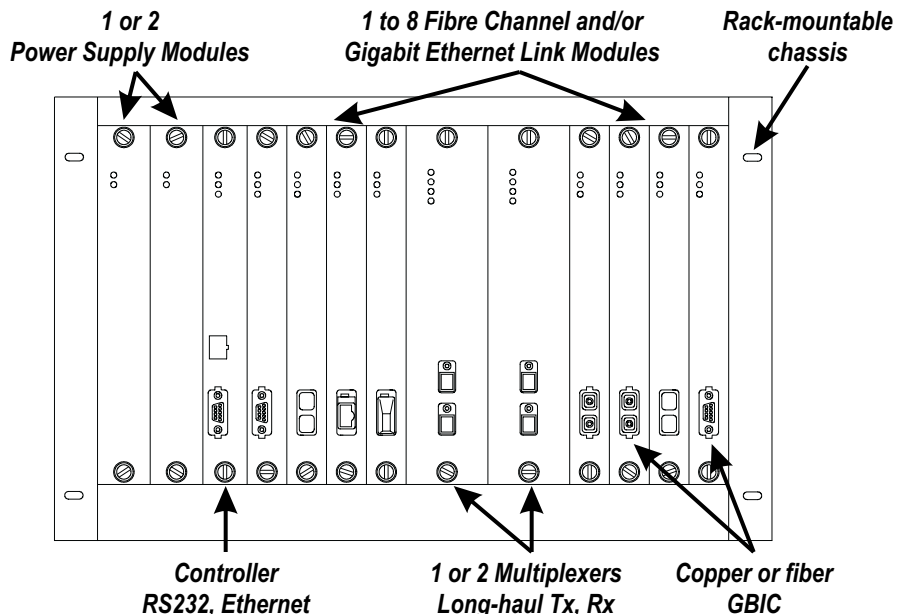 1 or 2
Power Supply Modules
1 to 8 Fibre Channel and/or
Gigabit Ethernet Link Modules
Rack-mountable
chassis
Controller
RS232, Ethernet
1 or 2 Multiplexers
Long-haul Tx, Rx
Copper or fiber
GBIC